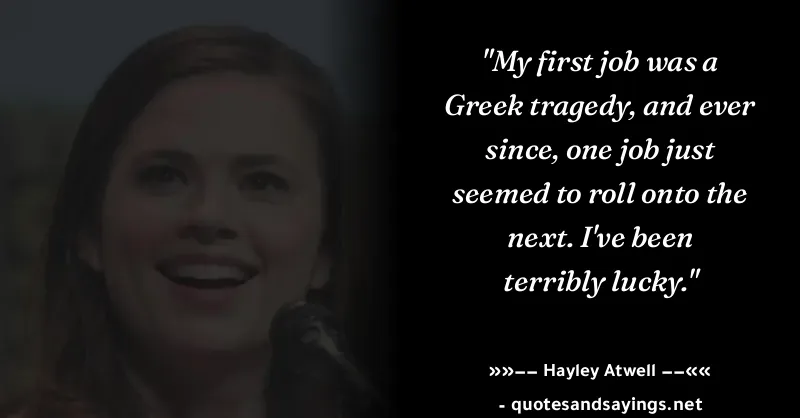 "My first job was a
Greek tragedy, and ever
since, one job just
seemed to roll onto the
next. I've been
terribly lucky."
»»−− Hayley Atwell −−««
- quotesandsayings.net